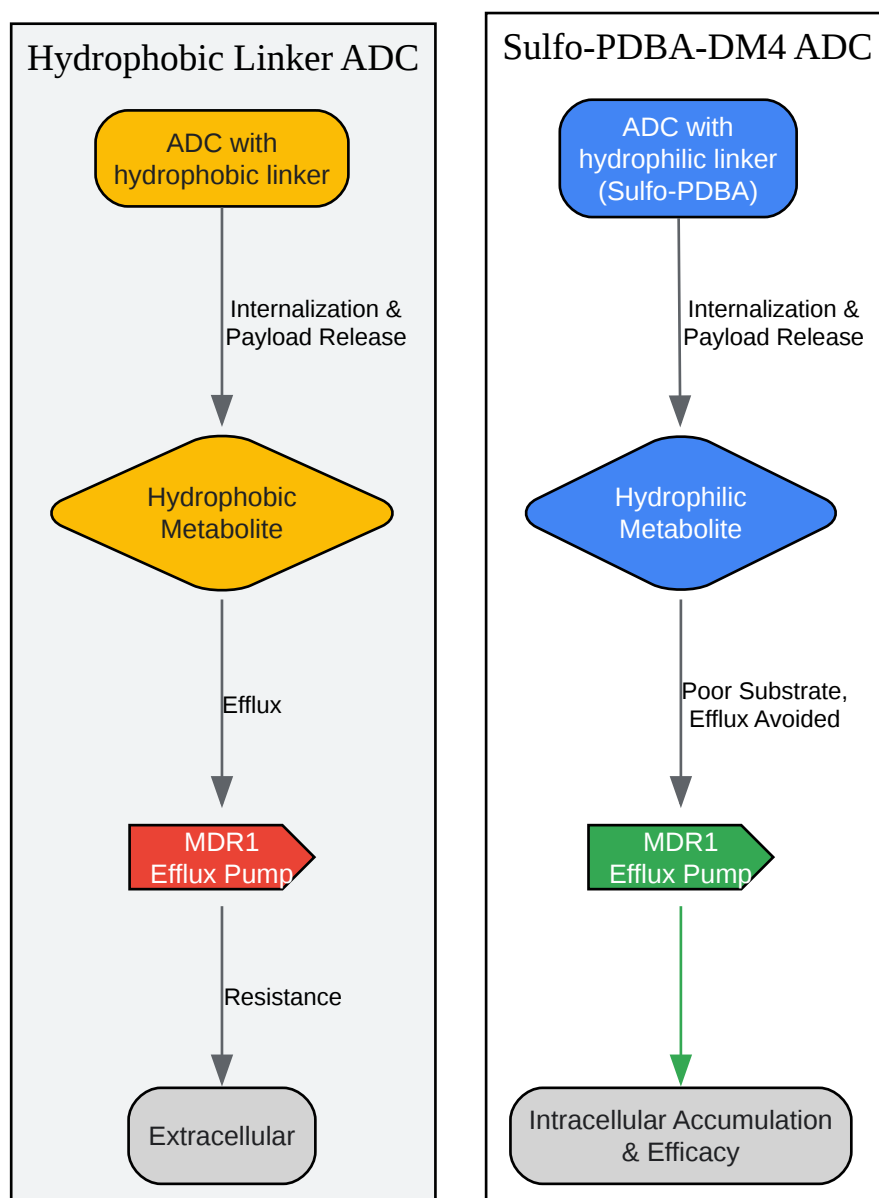 Hydrophobic Linker ADC
ADC with
hydrophobic linker
Internalization &
Payload Release
Hydrophobic
Metabolite
Efflux
MDR1
Efflux Pump
Resistance
Extracellular
Sulfo-PDBA-DM4 ADC
ADC with
hydrophilic linker
(Sulfo-PDBA)
Internalization &
Payload Release
Hydrophilic
Metabolite
Poor Substrate,
Efflux Avoided
MDR1
Efflux Pump
Intracellular Accumulation
& Efficacy